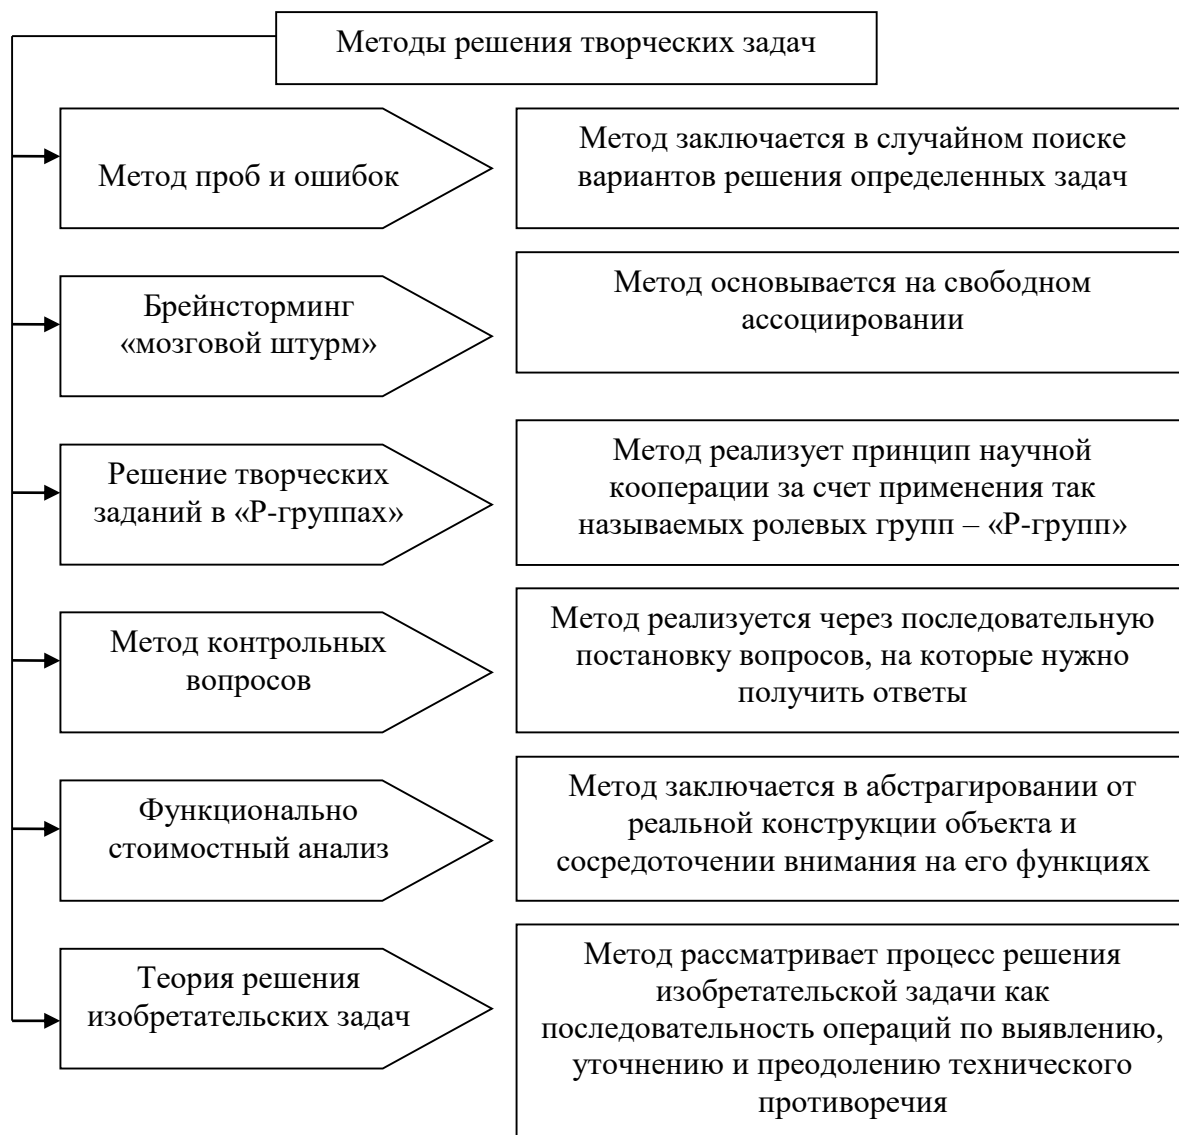 Методы решения творческих задач
Метод проб и ошибок
Метод заключается в случайном поиске
вариантов решения определенных задач
Брейнсторминг
«мозговой штурм»
Метод основывается на свободном
ассоциировании
Решение творческих
заданий в «Р-группах»
Метод реализует принцип научной
кооперации за счет применения так
называемых ролевых групп – «Р-групп»
Метод контрольных
вопросов
Метод реализуется через последовательную
постановку вопросов, на которые нужно
получить ответы
Функционально
стоимостный анализ
Метод заключается в абстрагировании от
реальной конструкции объекта и
сосредоточении внимания на его функциях
Теория решения
изобретательских задач
Метод рассматривает процесс решения
изобретательской задачи как
последовательность операций по выявлению,
уточнению и преодолению технического
противоречия